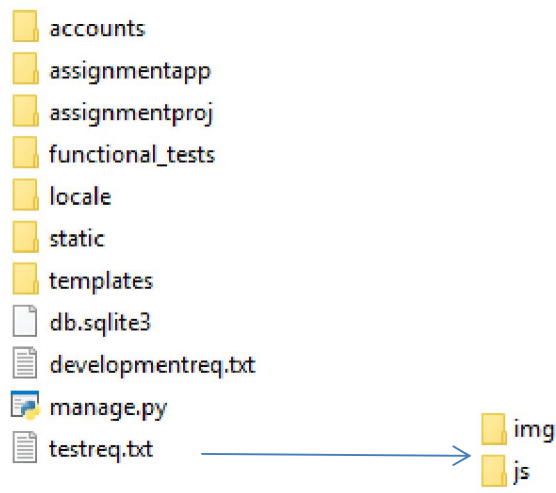 accounts
assignmentapp
assignmentproj
functional_tests
locale
static
templates
db.sqlite3
developmentreq.txt
manage.py
testreq.txt
img
js